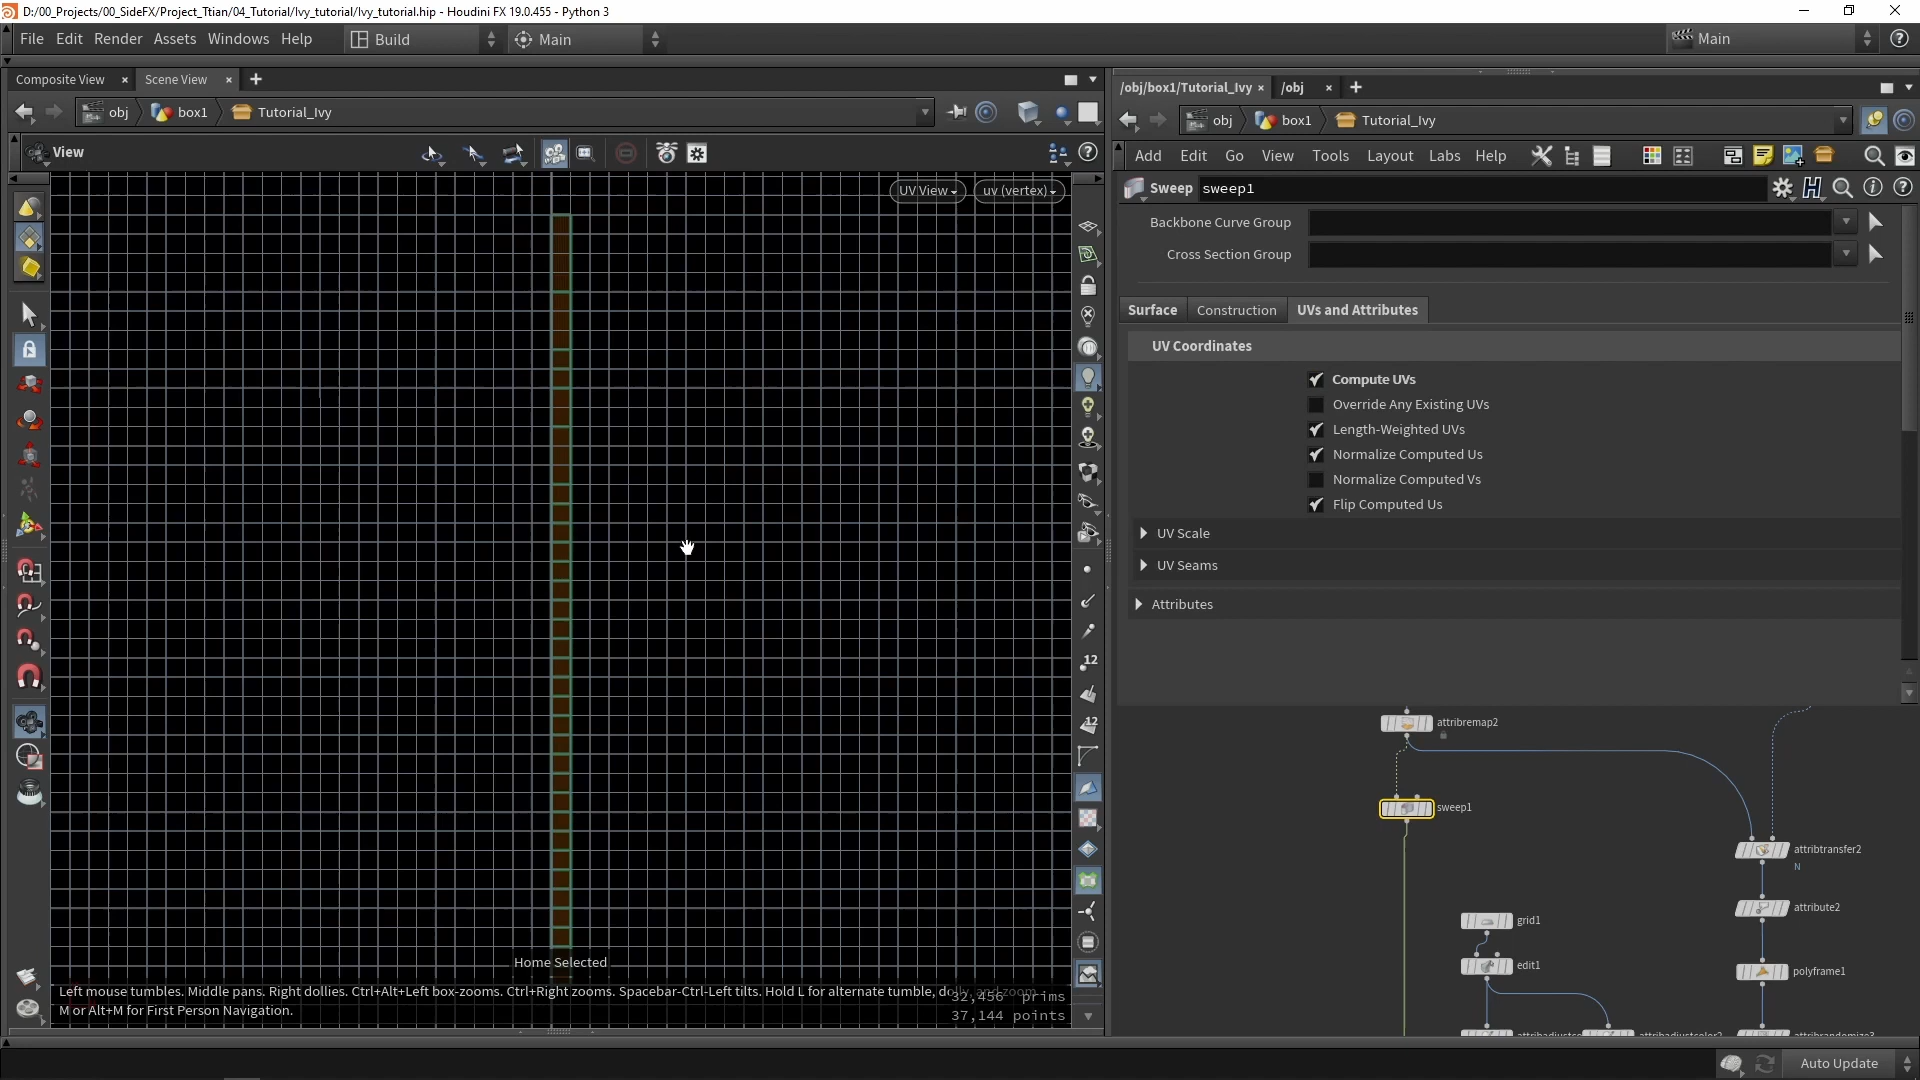 D:/00_Projects/00_SideFX/Project_Ttian/04_Tutorial/Ivy_tutorial/Ivy_tutorial.hip - Houdini FX 19.0.455 - Python 3
File Edit Render Assets Windows Help Build Main Main
Composite View × Scene View × +
obj box1 Tutorial_Ivy
View
UV View uv (vertex)
12
12
Home Selected
Left mouse tumbles. Middle pans. Right dollies. Ctrl+Alt+Left box-zooms. Ctrl+Right zooms. Spacebar-Ctrl-Left tilts. Hold L for alternate tumble, dolly, and zoom.
M or Alt+M for First Person Navigation.
32,456 prims
37,144 points
/obj/box1/Tutorial_Ivy × /obj × +
obj box1 Tutorial_Ivy
Add Edit Go View Tools Layout Labs Help
Sweep sweep1
Backbone Curve Group
Cross Section Group
Surface Construction UVs and Attributes
UV Coordinates
Compute UVs
Override Any Existing UVs
Length-Weighted UVs
Normalize Computed Us
Normalize Computed Vs
Flip Computed Us
UV Scale
UV Seams
Attributes
attribremap2
sweep1
attribtransfer2
N
attribute2
grid1
edit1
polyframe1
Auto Update